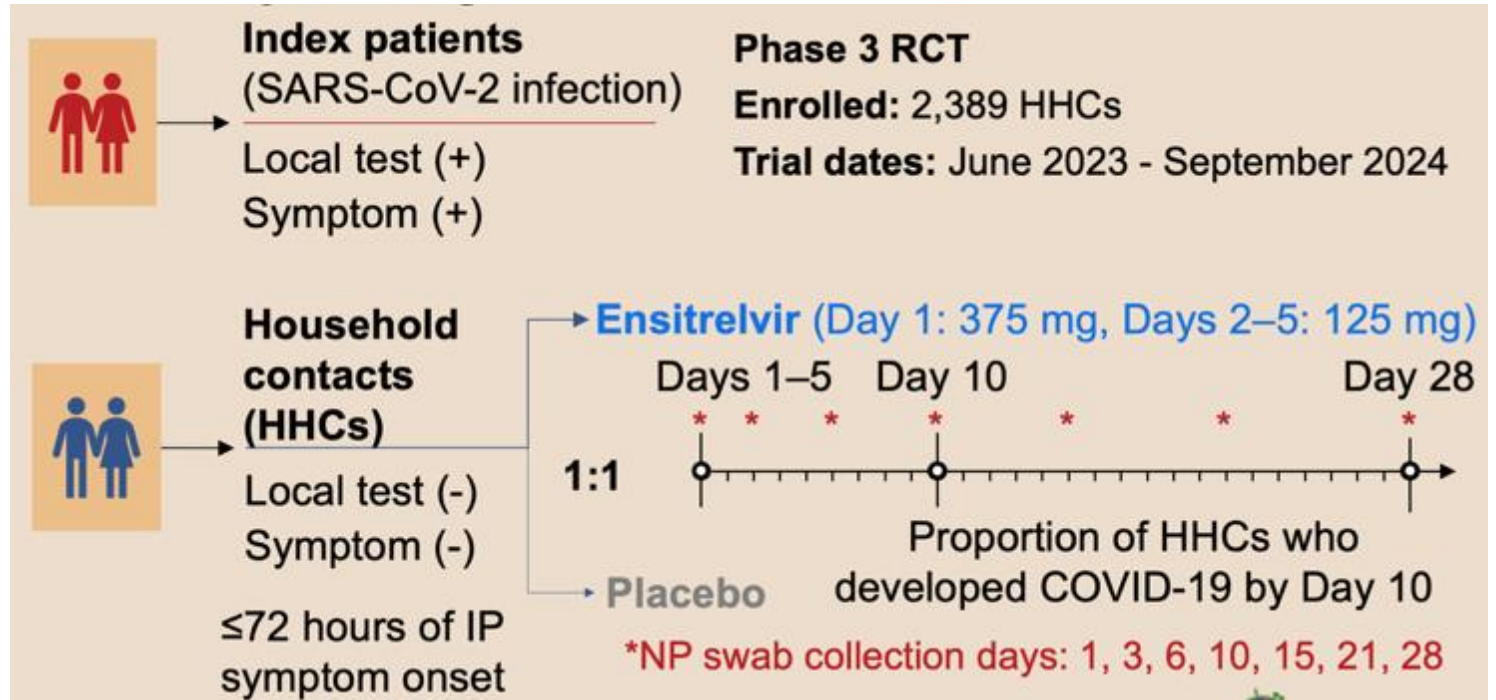 Index patients
(SARS-CoV-2 infection)
Local test (+)
Symptom (+)
Phase 3 RCT
Enrolled: 2,389 HHCs
Trial dates: June 2023 - September 2024
Household
contacts
(HHCs)
Local test (-)
Symptom (-)
≤72 hours of IP
symptom onset
1:1
Ensitrelvir (Day 1: 375 mg, Days 2–5: 125 mg)
Days 1–5 Day 10 Day 28
* * * * * * *
Proportion of HHCs who
developed COVID-19 by Day 10
Placebo
*NP swab collection days: 1, 3, 6, 10, 15, 21, 28